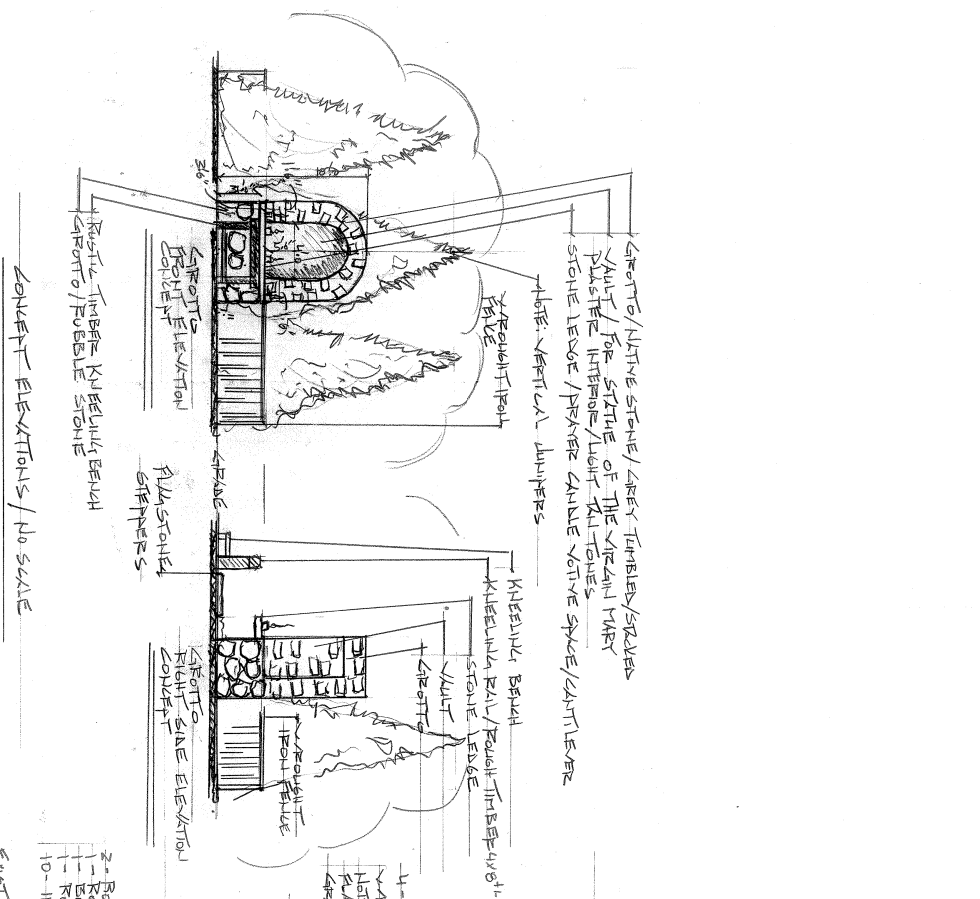 GROTTO/NATIVE STONE/GREY TUMBLED/STACKED
VAULT/FOR STATUE OF THE VIRGIN MARY
PLASTER INTERIOR/LIGHT TAN TONES
STONE LEDGE/PRAYER CANDLE VOTIVE SPACE/CANTILEVER
NOTE: VERTICAL JUNIPERS
WROUGHT IRON
FENCE
GRADE
GROTTO
FRONT ELEVATION
CONCEPT
RUSTIC TIMBER KNEELING BENCH
GROTTO/RUBBLE STONE
KNEELING BENCH
KNEELING RAIL/ROUGH TIMBER 4x8 +/-
STONE LEDGE
VAULT
GROTTO
WROUGHT
IRON FENCE
FLAGSTONE
STEPPERS
GROTTO
RIGHT SIDE ELEVATION
CONCEPT
CONCEPT ELEVATIONS / NO SCALE